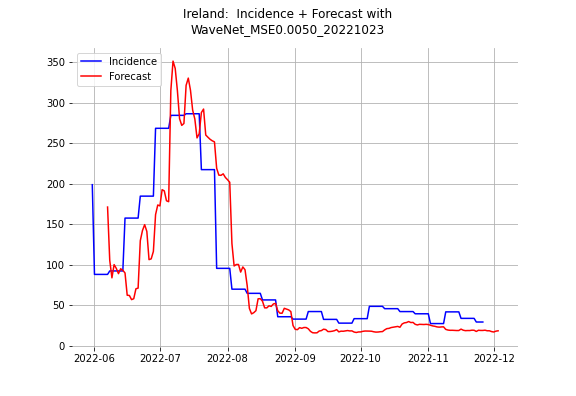 Ireland:  Incidence + Forecast with
WaveNet_MSE0.0050_20221023
Incidence
Forecast
350
300
250
200
150
100
50
0
2022-06 2022-07 2022-08 2022-09 2022-10 2022-11 2022-12